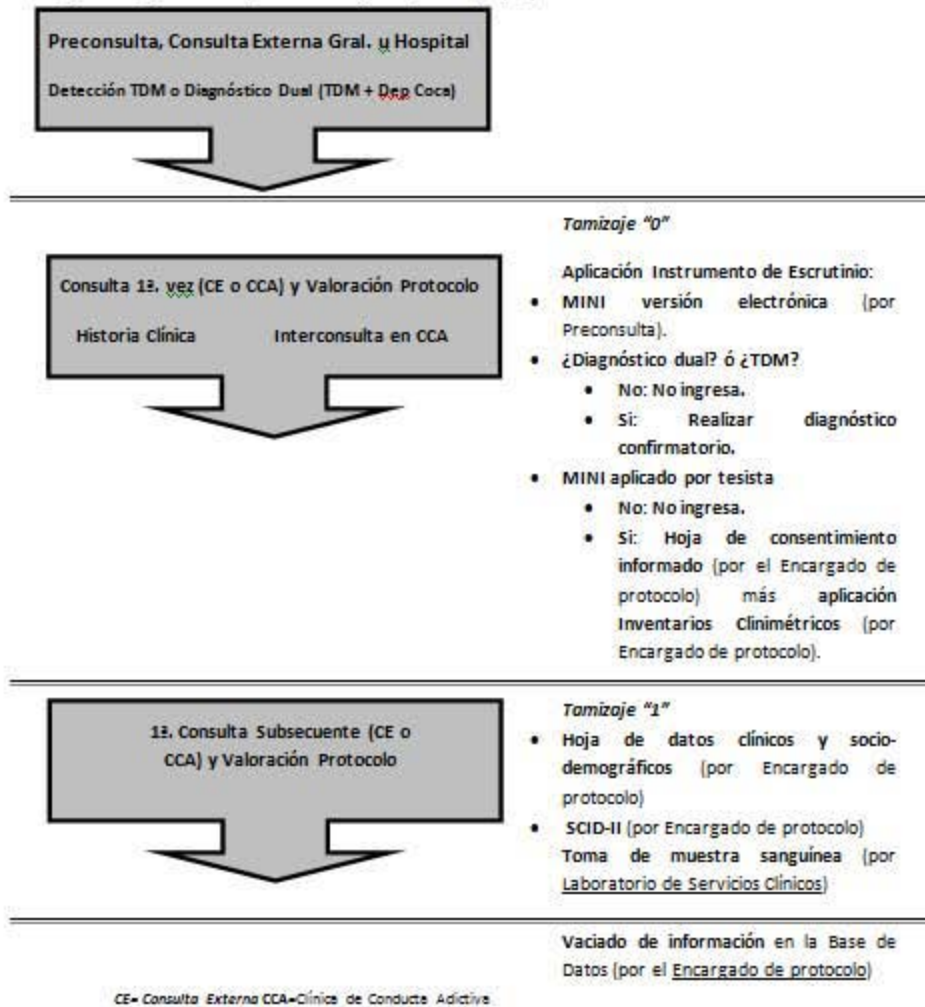 Preconsulta, Consulta Externa Gral. y Hospital
Detección TDM o Diagnóstico Dual (TDM + Dep Coca)
Consulta 1ª. vez (CE o CCA) y Valoración Protocolo
Historia Clínica Interconsulta en CCA
Tamizaje "0"
Aplicación Instrumento de Escrutinio:
• MINI versión electrónica (por
Preconsulta).
• ¿Diagnóstico dual? ó ¿TDM?
• No: No ingresa.
• Si: Realizar diagnóstico
confirmatorio.
• MINI aplicado por tesista
• No: No ingresa.
• Si: Hoja de consentimiento
informado (por el Encargado de
protocolo) más aplicación
Inventarios Clinimétricos (por
Encargado de protocolo).
1ª. Consulta Subsecuente (CE o
CCA) y Valoración Protocolo
Tamizaje "1"
• Hoja de datos clínicos y socio-
demográficos (por Encargado de
protocolo)
• SCID-II (por Encargado de protocolo)
Toma de muestra sanguínea (por
Laboratorio de Servicios Clínicos)
Vaciado de información en la Base de
Datos (por el Encargado de protocolo)
CE= Consulta Externa CCA=Clínica de Conducta Adictiva